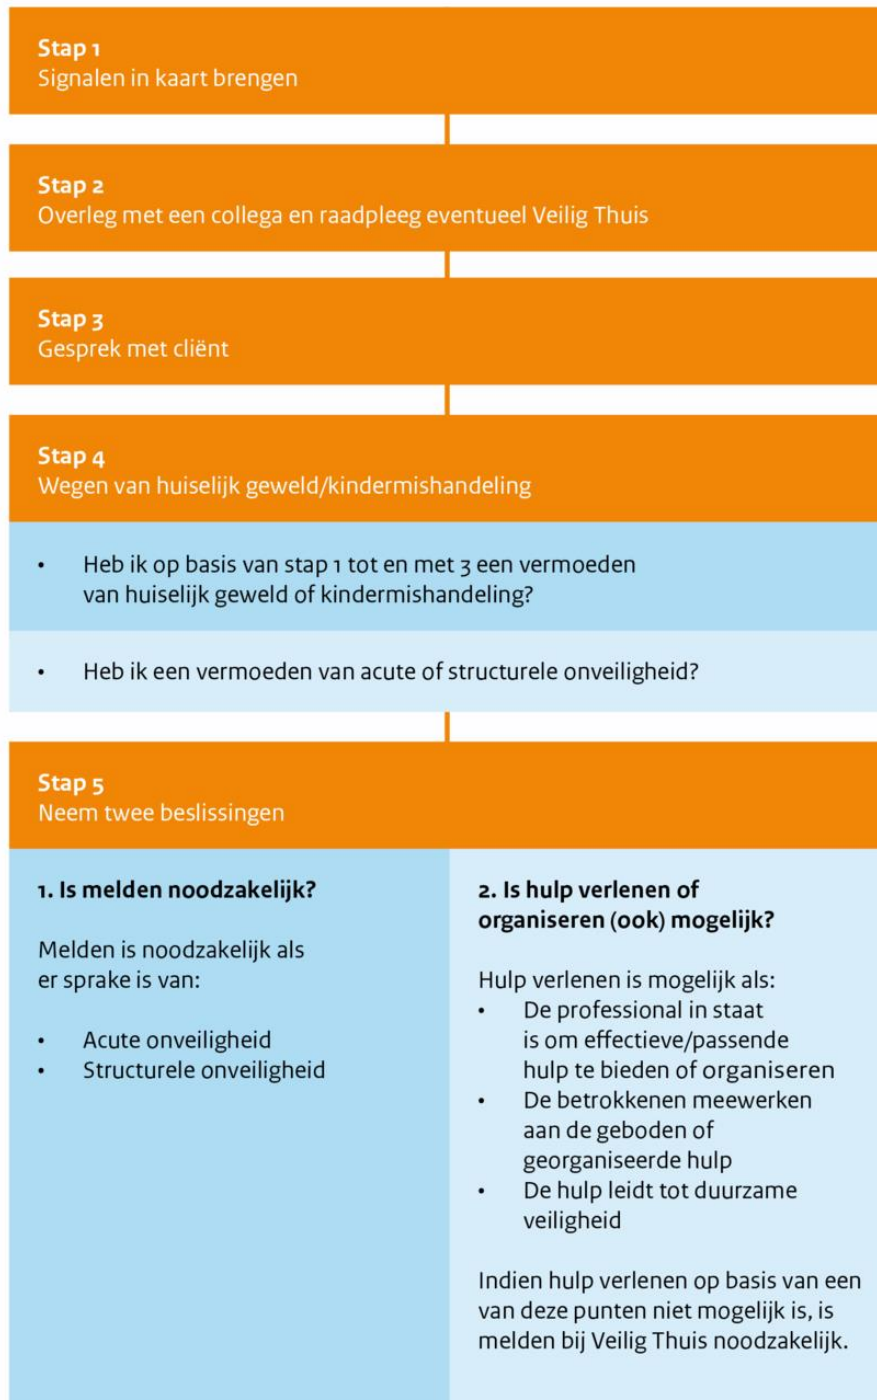 Stap 1
Signalen in kaart brengen
Stap 2
Overleg met een collega en raadpleeg eventueel Veilig Thuis
Stap 3
Gesprek met cliënt
Stap 4
Wegen van huiselijk geweld/kindermishandeling
• Heb ik op basis van stap 1 tot en met 3 een vermoeden
van huiselijk geweld of kindermishandeling?
• Heb ik een vermoeden van acute of structurele onveiligheid?
Stap 5
Neem twee beslissingen
1. Is melden noodzakelijk?
Melden is noodzakelijk als
er sprake is van:
• Acute onveiligheid
• Structurele onveiligheid
2. Is hulp verlenen of
organiseren (ook) mogelijk?
Hulp verlenen is mogelijk als:
• De professional in staat
is om effectieve/passende
hulp te bieden of organiseren
• De betrokkenen meewerken
aan de geboden of
georganiseerde hulp
• De hulp leidt tot duurzame
veiligheid
Indien hulp verlenen op basis van een
van deze punten niet mogelijk is, is
melden bij Veilig Thuis noodzakelijk.